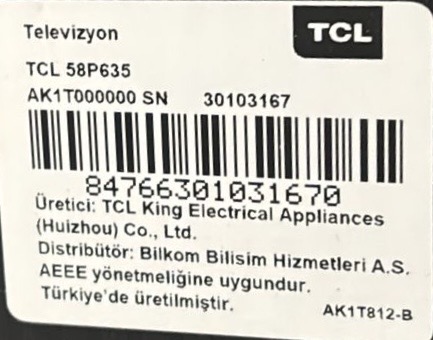 Televizyon
TCL
TCL 58P635
AK1T000000 SN 30103167
84766301031670
Üretici: TCL King Electrical Appliances
(Huizhou) Co., Ltd.
Distribütör: Bilkom Bilisim Hizmetleri A.S.
AEEE yönetmeliğine uygundur.
Türkiye'de üretilmiştir.
AK1T812-B